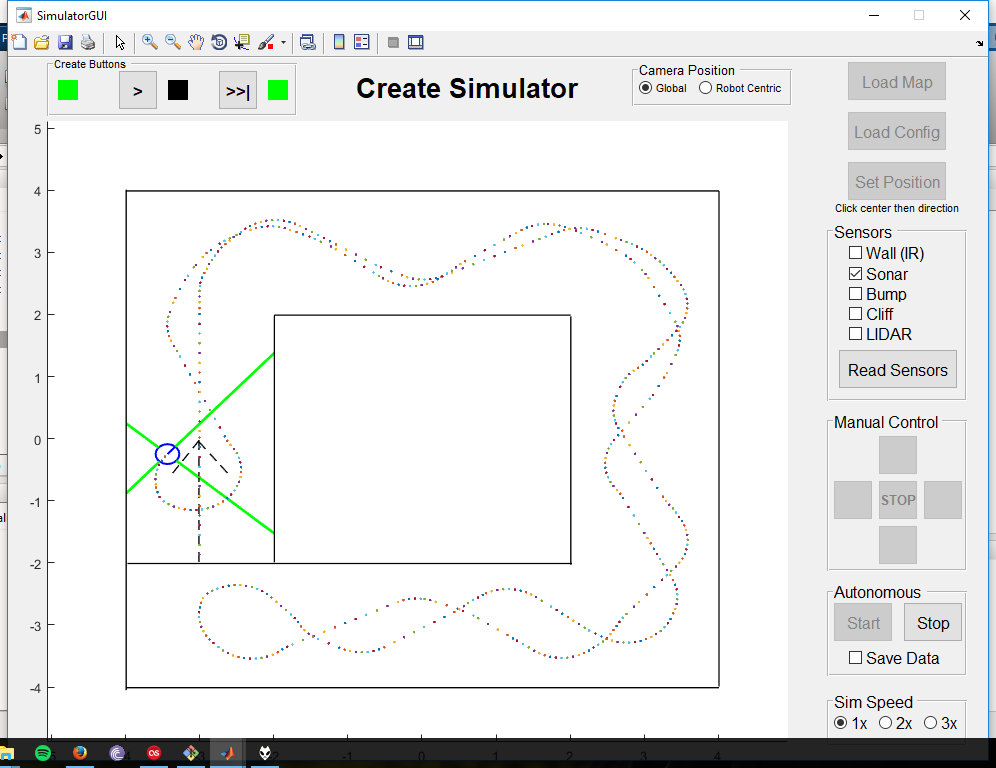 SimulatorGUI
Create Buttons
> >>|
Create Simulator
Camera Position
Global Robot Centric
Load Map
Load Config
Set Position
Click center then direction
Sensors
Wall (IR)
Sonar
Bump
Cliff
LIDAR
Read Sensors
Manual Control
STOP
Autonomous
Start Stop
Save Data
Sim Speed
1x 2x 3x
5
4
3
2
1
0
-1
-2
-3
-4
-1 0 1 2 3 4